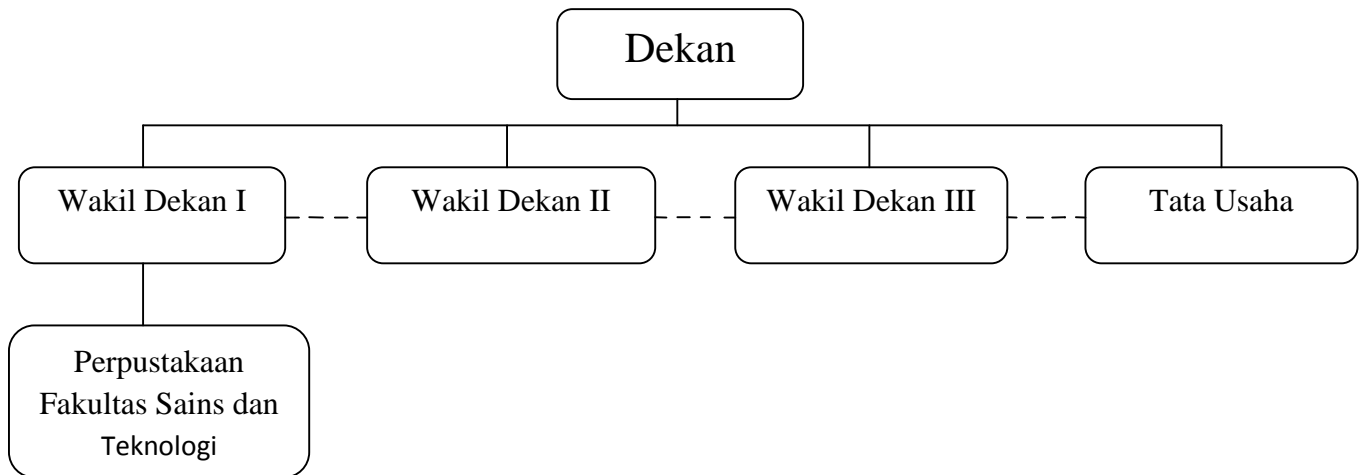 Dekan
Wakil Dekan I
Wakil Dekan II
Wakil Dekan III
Tata Usaha
Perpustakaan
Fakultas Sains dan
Teknologi